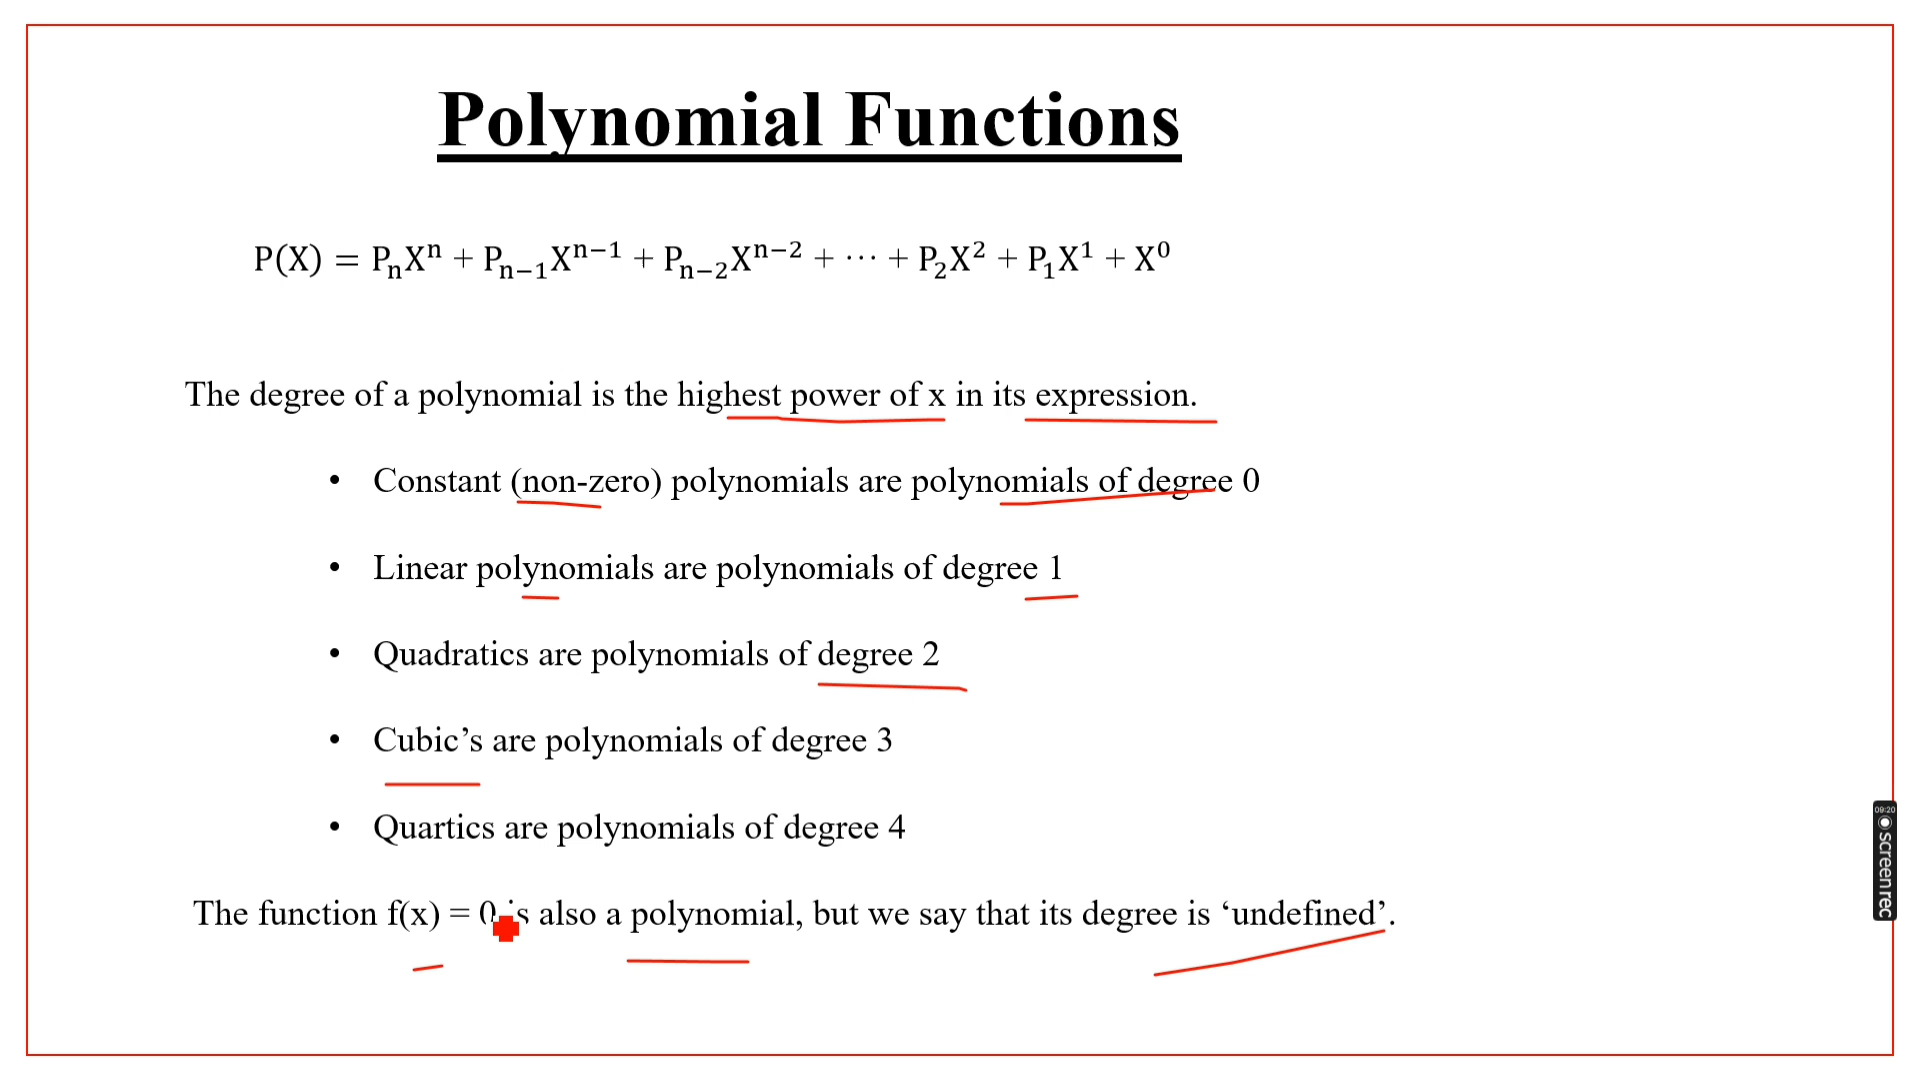 Polynomial Functions
P(X) = PₙXⁿ + Pₙ₋₁Xⁿ⁻¹ + Pₙ₋₂Xⁿ⁻² + ⋯ + P₂X² + P₁X¹ + X⁰
The degree of a polynomial is the highest power of x in its expression.
• Constant (non-zero) polynomials are polynomials of degree 0
• Linear polynomials are polynomials of degree 1
• Quadratics are polynomials of degree 2
• Cubic’s are polynomials of degree 3
• Quartics are polynomials of degree 4
The function f(x) = 0 is also a polynomial, but we say that its degree is ‘undefined’.
09:20
screenrec